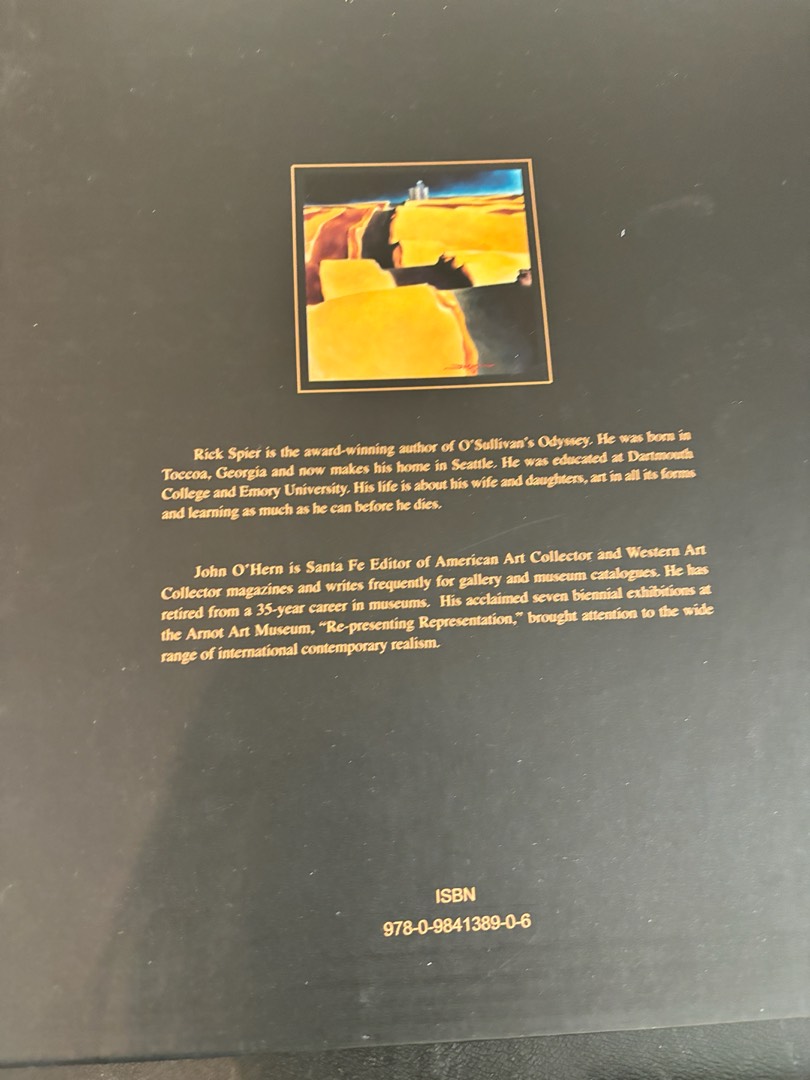 Rick Spier is the award-winning author of O'Sullivan's Odyssey. He was born in
Toccoa, Georgia and now makes his home in Seattle. He was educated at Dartmouth
College and Emory University. His life is about his wife and daughters, art in all its forms
and learning as much as he can before he dies.
John O'Hern is Santa Fe Editor of American Art Collector and Western Art
Collector magazines and writes frequently for gallery and museum catalogues. He has
retired from a 35-year career in museums. His acclaimed seven biennial exhibitions at
the Arnot Art Museum, "Re-presenting Representation," brought attention to the wide
range of international contemporary realism.
ISBN
978-0-9841389-0-6